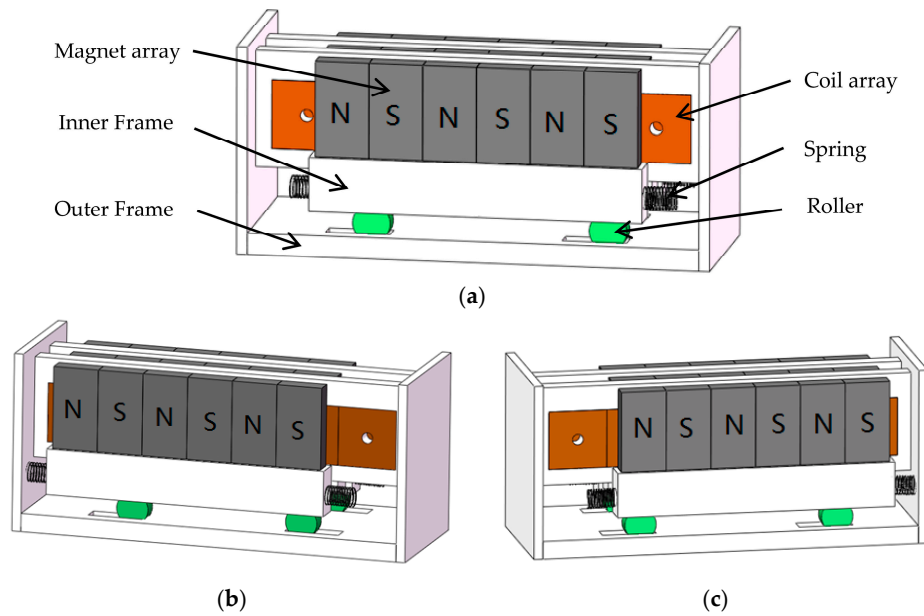 Magnet array
Inner Frame
Outer Frame
Coil array
Spring
Roller
N S N S N S
(a)
N S N S N S
(b)
N S N S N S
(c)